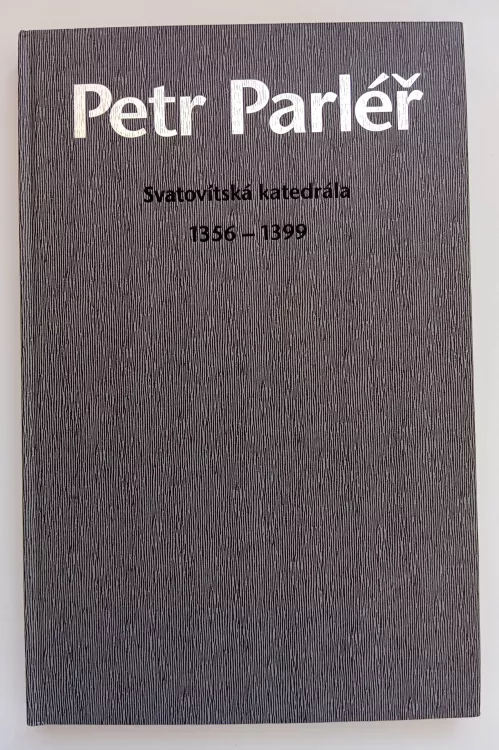 Petr Parléř
Svatovítská katedrála
1356 – 1399